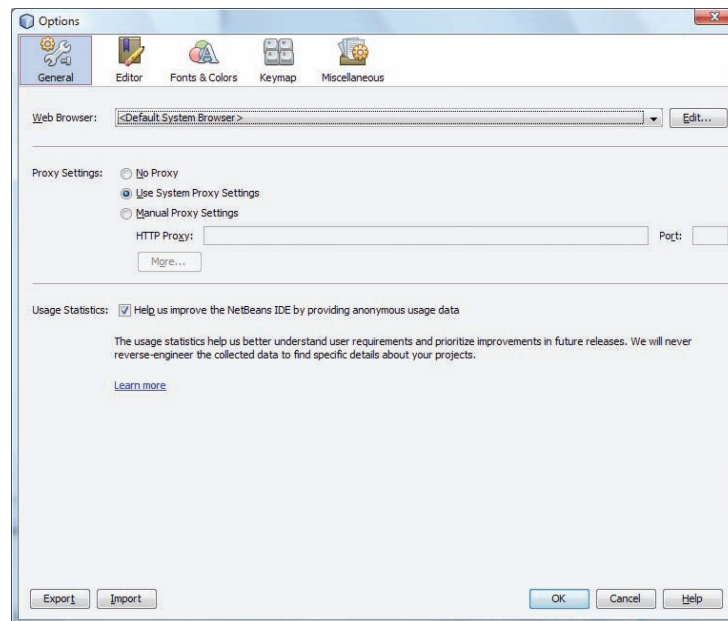 Options
General Editor Fonts & Colors Keymap Miscellaneous
Web Browser: <Default System Browser> Edit...
Proxy Settings: No Proxy
Use System Proxy Settings
Manual Proxy Settings
HTTP Proxy: Port:
More...
Usage Statistics: Help us improve the NetBeans IDE by providing anonymous usage data
The usage statistics help us better understand user requirements and prioritize improvements in future releases. We will never
reverse-engineer the collected data to find specific details about your projects.
Learn more
Export Import OK Cancel Help